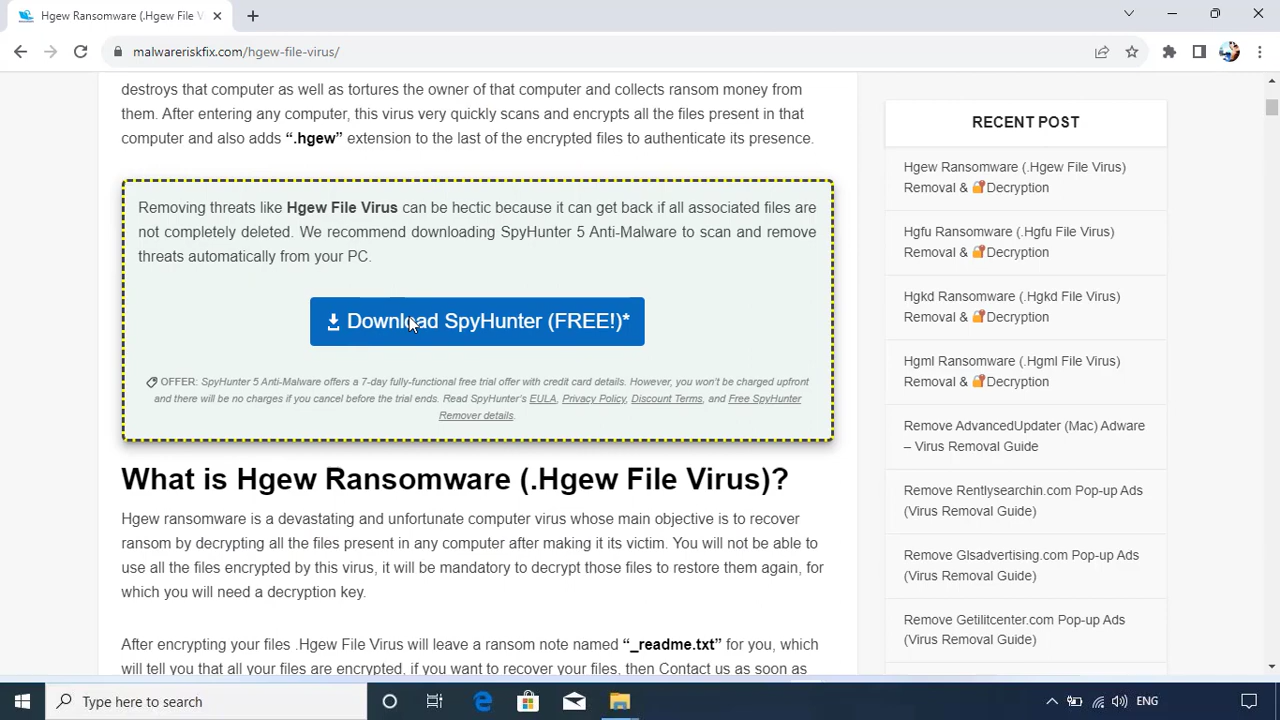 Hgew Ransomware (.Hgew File V
malwareriskfix.com/hgew-file-virus/
destroys that computer as well as tortures the owner of that computer and collects ransom money from
them. After entering any computer, this virus very quickly scans and encrypts all the files present in that
computer and also adds “.hgew” extension to the last of the encrypted files to authenticate its presence.
Removing threats like Hgew File Virus can be hectic because it can get back if all associated files are
not completely deleted. We recommend downloading SpyHunter 5 Anti-Malware to scan and remove
threats automatically from your PC.
Download SpyHunter (FREE!)*
OFFER: SpyHunter 5 Anti-Malware offers a 7-day fully-functional free trial offer with credit card details. However, you won’t be charged upfront
and there will be no charges if you cancel before the trial ends. Read SpyHunter’s EULA, Privacy Policy, Discount Terms, and Free SpyHunter
Remover details.
What is Hgew Ransomware (.Hgew File Virus)?
Hgew ransomware is a devastating and unfortunate computer virus whose main objective is to recover
ransom by decrypting all the files present in any computer after making it its victim. You will not be able to
use all the files encrypted by this virus, it will be mandatory to decrypt those files to restore them again, for
which you will need a decryption key.
After encrypting your files .Hgew File Virus will leave a ransom note named “_readme.txt” for you, which
will tell you that all your files are encrypted, if you want to recover your files, then Contact us as soon as
RECENT POST
Hgew Ransomware (.Hgew File Virus)
Removal & 🔐Decryption
Hgfu Ransomware (.Hgfu File Virus)
Removal & 🔐Decryption
Hgkd Ransomware (.Hgkd File Virus)
Removal & 🔐Decryption
Hgml Ransomware (.Hgml File Virus)
Removal & 🔐Decryption
Remove AdvancedUpdater (Mac) Adware
– Virus Removal Guide
Remove Rentlysearchin.com Pop-up Ads
(Virus Removal Guide)
Remove Glsadvertising.com Pop-up Ads
(Virus Removal Guide)
Remove Getilitcenter.com Pop-up Ads
(Virus Removal Guide)
Type here to search
ENG